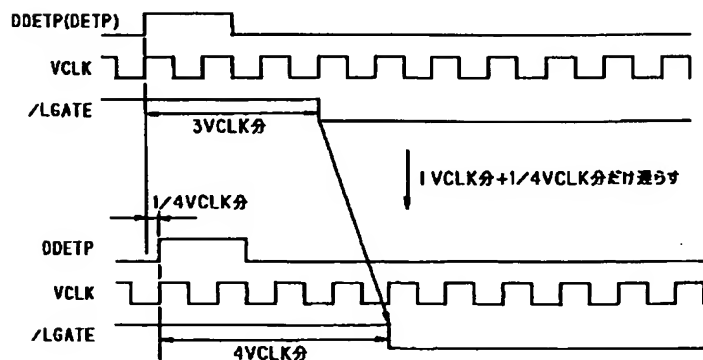 DDETP(DETP)
VCLK
/LGATE
3VCLK分
1VCLK分+1/4VCLK分だけ遅らす
1/4VCLK分
DDETP
VCLK
/LGATE
4VCLK分